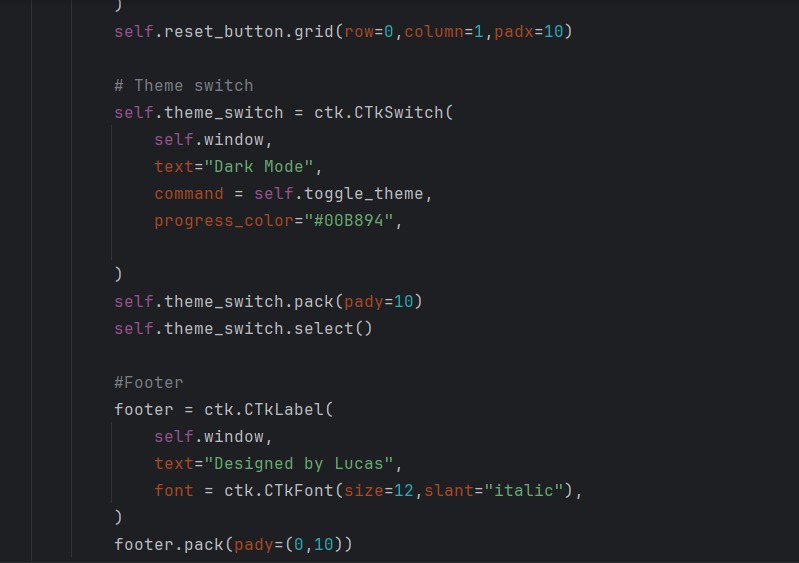 )
self.reset_button.grid(row=0,column=1,padx=10)
# Theme switch
self.theme_switch = ctk.CTkSwitch(
self.window,
text="Dark Mode",
command = self.toggle_theme,
progress_color="#00B894",
)
self.theme_switch.pack(pady=10)
self.theme_switch.select()
#Footer
footer = ctk.CTkLabel(
self.window,
text="Designed by Lucas",
font = ctk.CTkFont(size=12,slant="italic"),
)
footer.pack(pady=(0,10))